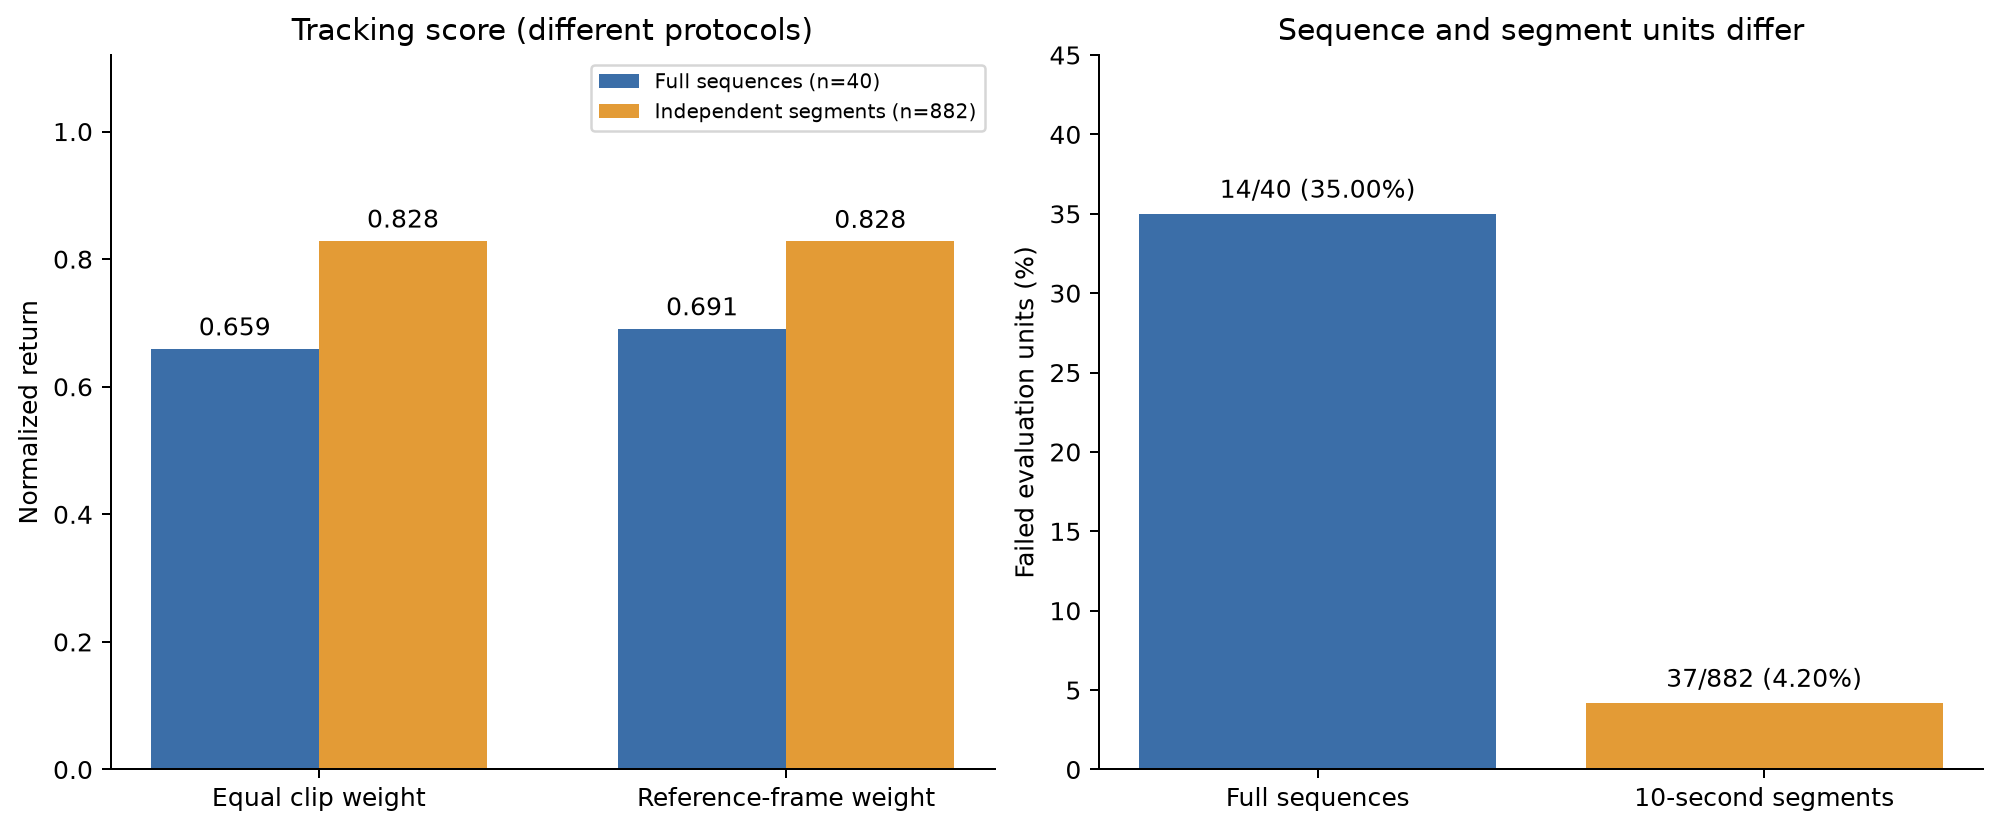 Tracking score (different protocols)
Full sequences (n=40)
Independent segments (n=882)
Normalized return
1.0
0.8
0.6
0.4
0.2
0.0
0.659
0.828
0.691
0.828
Equal clip weight
Reference-frame weight
Sequence and segment units differ
Failed evaluation units (%)
45
40
35
30
25
20
15
10
5
0
14/40 (35.00%)
37/882 (4.20%)
Full sequences
10-second segments